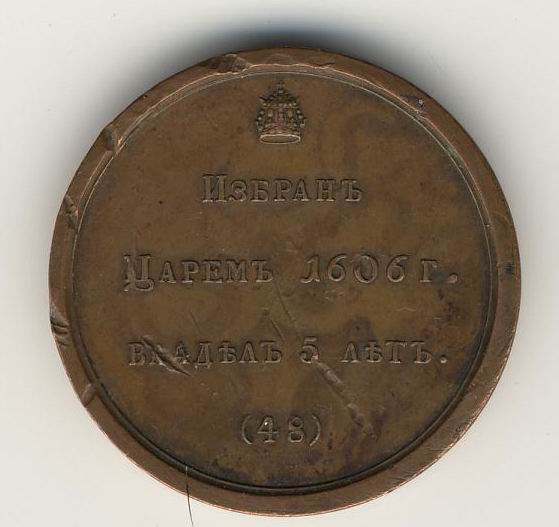 Избранъ
Царемъ 1606 г.
владѣлъ 5 лѣтъ.
(48)